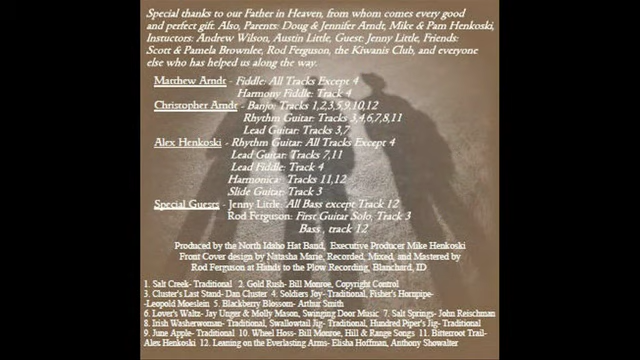 Special thanks to our Father in Heaven, from whom comes every good
and perfect gift. Also, Parents: Doug & Jennifer Arndt, Mike & Pam Henkoski,
Instuctors: Andrew Wilson, Austin Little, Guest: Jenny Little, Friends:
Scott & Pamela Brownlee, Rod Ferguson, the Kiwanis Club, and everyone
else who has helped us along the way.
Matthew Arndt - Fiddle: All Tracks Except 4
Harmony Fiddle: Track 4
Christopher Arndt - Banjo: Tracks 1,2,3,5,9,10,12
Rhythm Guitar: Tracks 3,4,6,7,8,11
Lead Guitar: Tracks 3,7
Alex Henkoski - Rhythm Guitar: All Tracks Except 4
Lead Guitar: Tracks 7,11
Lead Fiddle: Track 4
Harmonica: Tracks 11,12
Slide Guitar: Track 3
Special Guests - Jenny Little: All Bass except Track 12
Rod Ferguson: First Guitar Solo, Track 3
Bass , track 12
Produced by the North Idaho Hat Band, Executive Producer Mike Henkoski
Front Cover design by Natasha Marie, Recorded, Mixed, and Mastered by
Rod Ferguson at Hands to the Plow Recording, Blanchard, ID
1. Salt Creek- Traditional 2. Gold Rush- Bill Monroe, Copyright Control
3. Cluster's Last Stand- Dan Cluster 4: Soldiers Joy--Traditional, Fisher's Hornpipe-
-Leopold Moeslein 5. Blackberry Blossom- Arthur Smith
6. Lover's Waltz- Jay Unger & Molly Mason, Swinging Door Music 7. Salt Springs- John Reischman
8. Irish Washerwoman- Traditional, Swallowtail Jig- Traditional, Hundred Piper's Jig- Traditional
9. June Apple- Traditional 10. Wheel Hoss- Bill Monroe, Hill & Range Songs 11. Bitterroot Trail-
Alex Henkoski 12. Leaning on the Everlasting Arms- Elisha Hoffman, Anthony Showalter